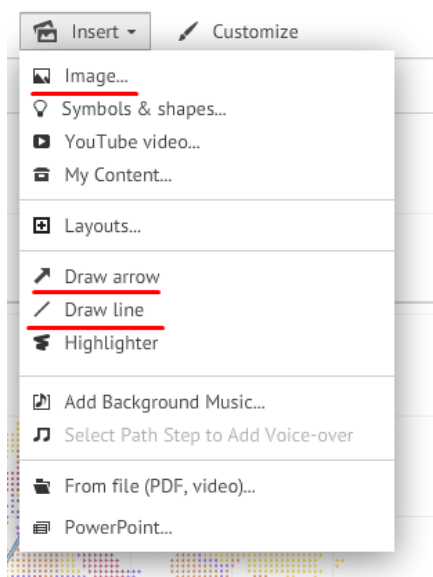 Insert Customize
Image...
Symbols & shapes...
YouTube video...
My Content...
Layouts...
Draw arrow
Draw line
Highlighter
Add Background Music...
Select Path Step to Add Voice-over
From file (PDF, video)...
PowerPoint...